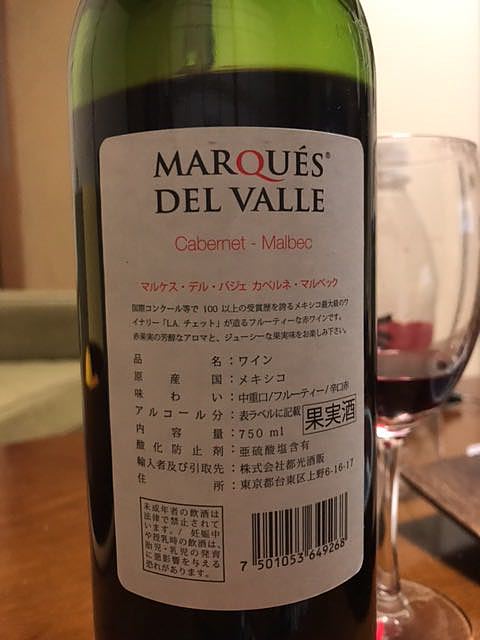 MARQUÉS®
DEL VALLE
Cabernet - Malbec
マルケス・デル・バジェ カベルネ・マルベック
国際コンクール等で 100 以上の受賞歴を誇るメキシコ最大級のワ
イナリー「L.A. チェット」が造るフルーティーな赤ワインです。
赤果実の芳醇なアロマと、ジューシーな果実味をお楽しみ下さい。
品名：ワイン
原産国：メキシコ
味わい：中重口/フルーティー/辛口赤
アルコール分：表ラベルに記載
果実酒
内容量：750 ml
酸化防止剤：亜硫酸塩含有
輸入者及び引取先：株式会社都光酒販
住所：東京都台東区上野6-16-17
未成年者の飲酒は
法律で禁止されて
います。/ 妊娠中
や授乳時の飲酒は、
胎児・乳児の発育
に悪影響を与える
恐れがあります。
7 501053 649268